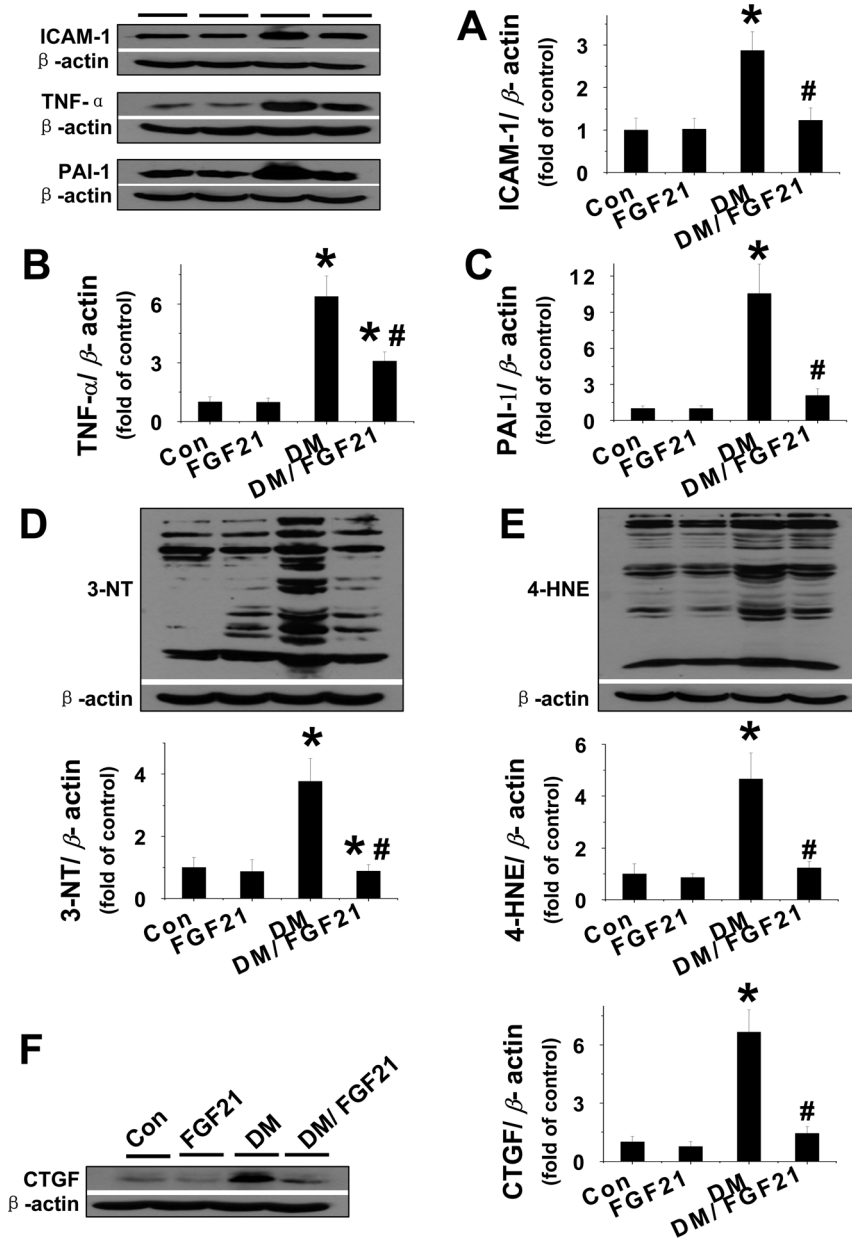 ICAM-1
β -actin
TNF- α
β -actin
PAI-1
β -actin
A
ICAM-1/ β- actin
(fold of control)
3
2
1
0
*
#
Con
FGF21
DM
DM/ FGF21
B
TNF-α/ β- actin
(fold of control)
6
3
0
*
* #
Con
FGF21
DM
DM/ FGF21
C
PAI-1/ β- actin
(fold of control)
12
9
6
3
0
*
#
Con
FGF21
DM
DM/ FGF21
D
3-NT
β -actin
3-NT/ β- actin
(fold of control)
4
2
0
*
* #
Con
FGF21
DM
DM/ FGF21
E
4-HNE
β -actin
4-HNE/ β- actin
(fold of control)
6
4
2
0
*
#
Con
FGF21
DM
DM/ FGF21
F
Con
FGF21
DM
DM/ FGF21
CTGF
β -actin
CTGF/ β- actin
(fold of control)
6
3
0
*
#
Con
FGF21
DM
DM/ FGF21